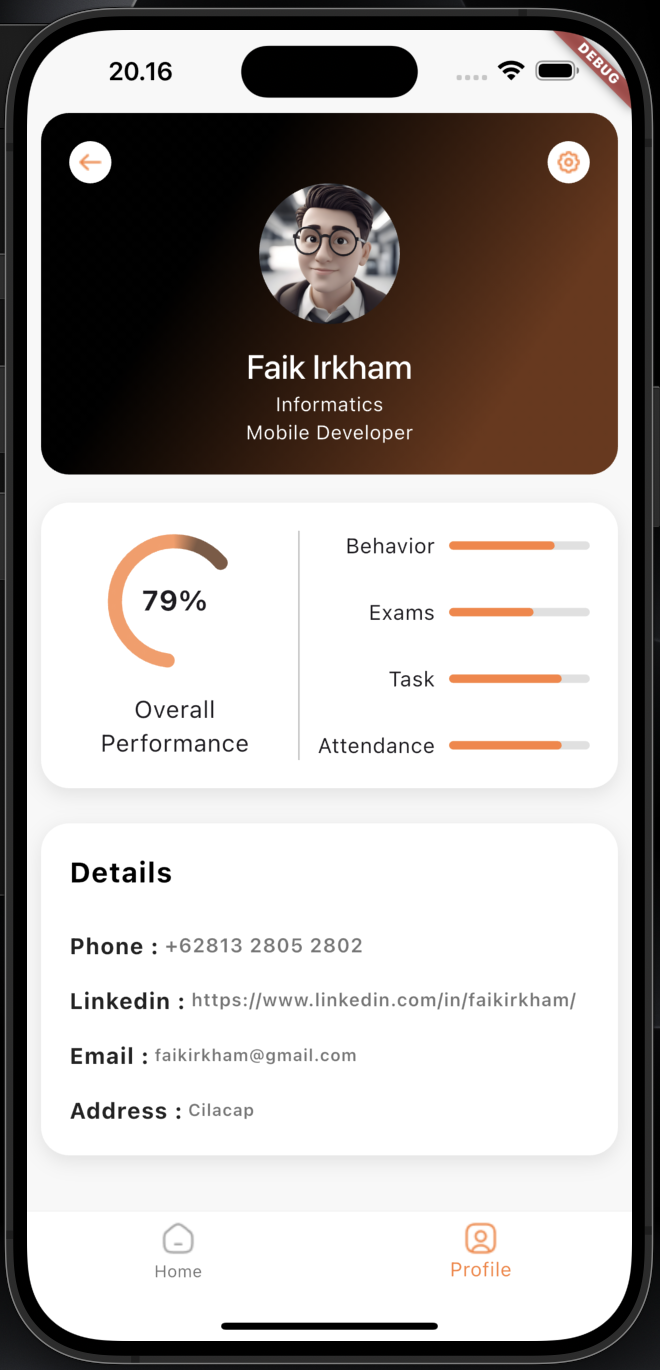 20.16
DEBUG
Faik Irkham
Informatics
Mobile Developer
79%
Overall
Performance
Behavior
Exams
Task
Attendance
Details
Phone : +62813 2805 2802
Linkedin : https://www.linkedin.com/in/faikirkham/
Email : faikirkham@gmail.com
Address : Cilacap
Home
Profile